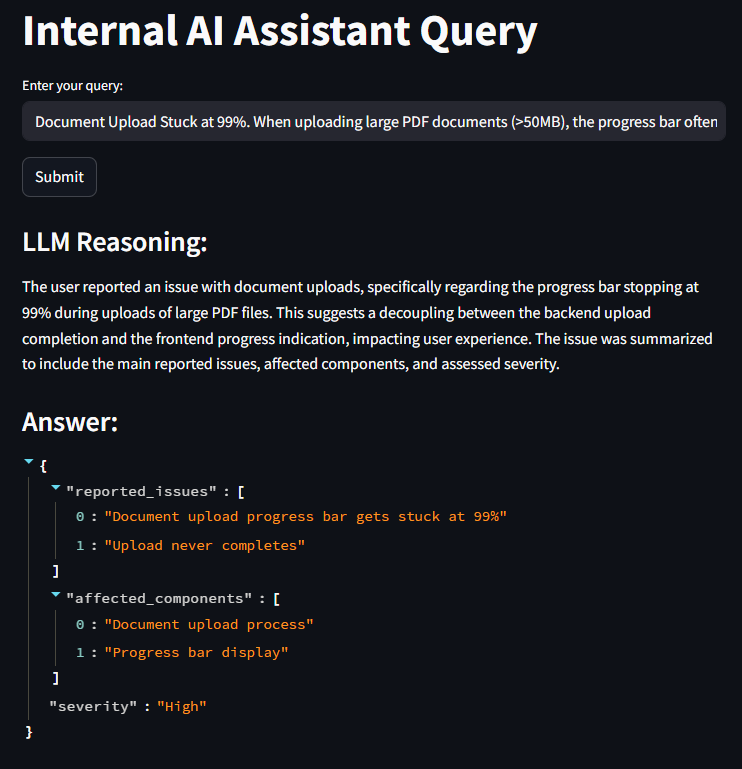 Internal AI Assistant Query
Enter your query:
Document Upload Stuck at 99%. When uploading large PDF documents (>50MB), the progress bar often
Submit
LLM Reasoning:
The user reported an issue with document uploads, specifically regarding the progress bar stopping at
99% during uploads of large PDF files. This suggests a decoupling between the backend upload
completion and the frontend progress indication, impacting user experience. The issue was summarized
to include the main reported issues, affected components, and assessed severity.
Answer:
{
"reported_issues" : [
0 : "Document upload progress bar gets stuck at 99%"
1 : "Upload never completes"
]
"affected_components" : [
0 : "Document upload process"
1 : "Progress bar display"
]
"severity" : "High"
}